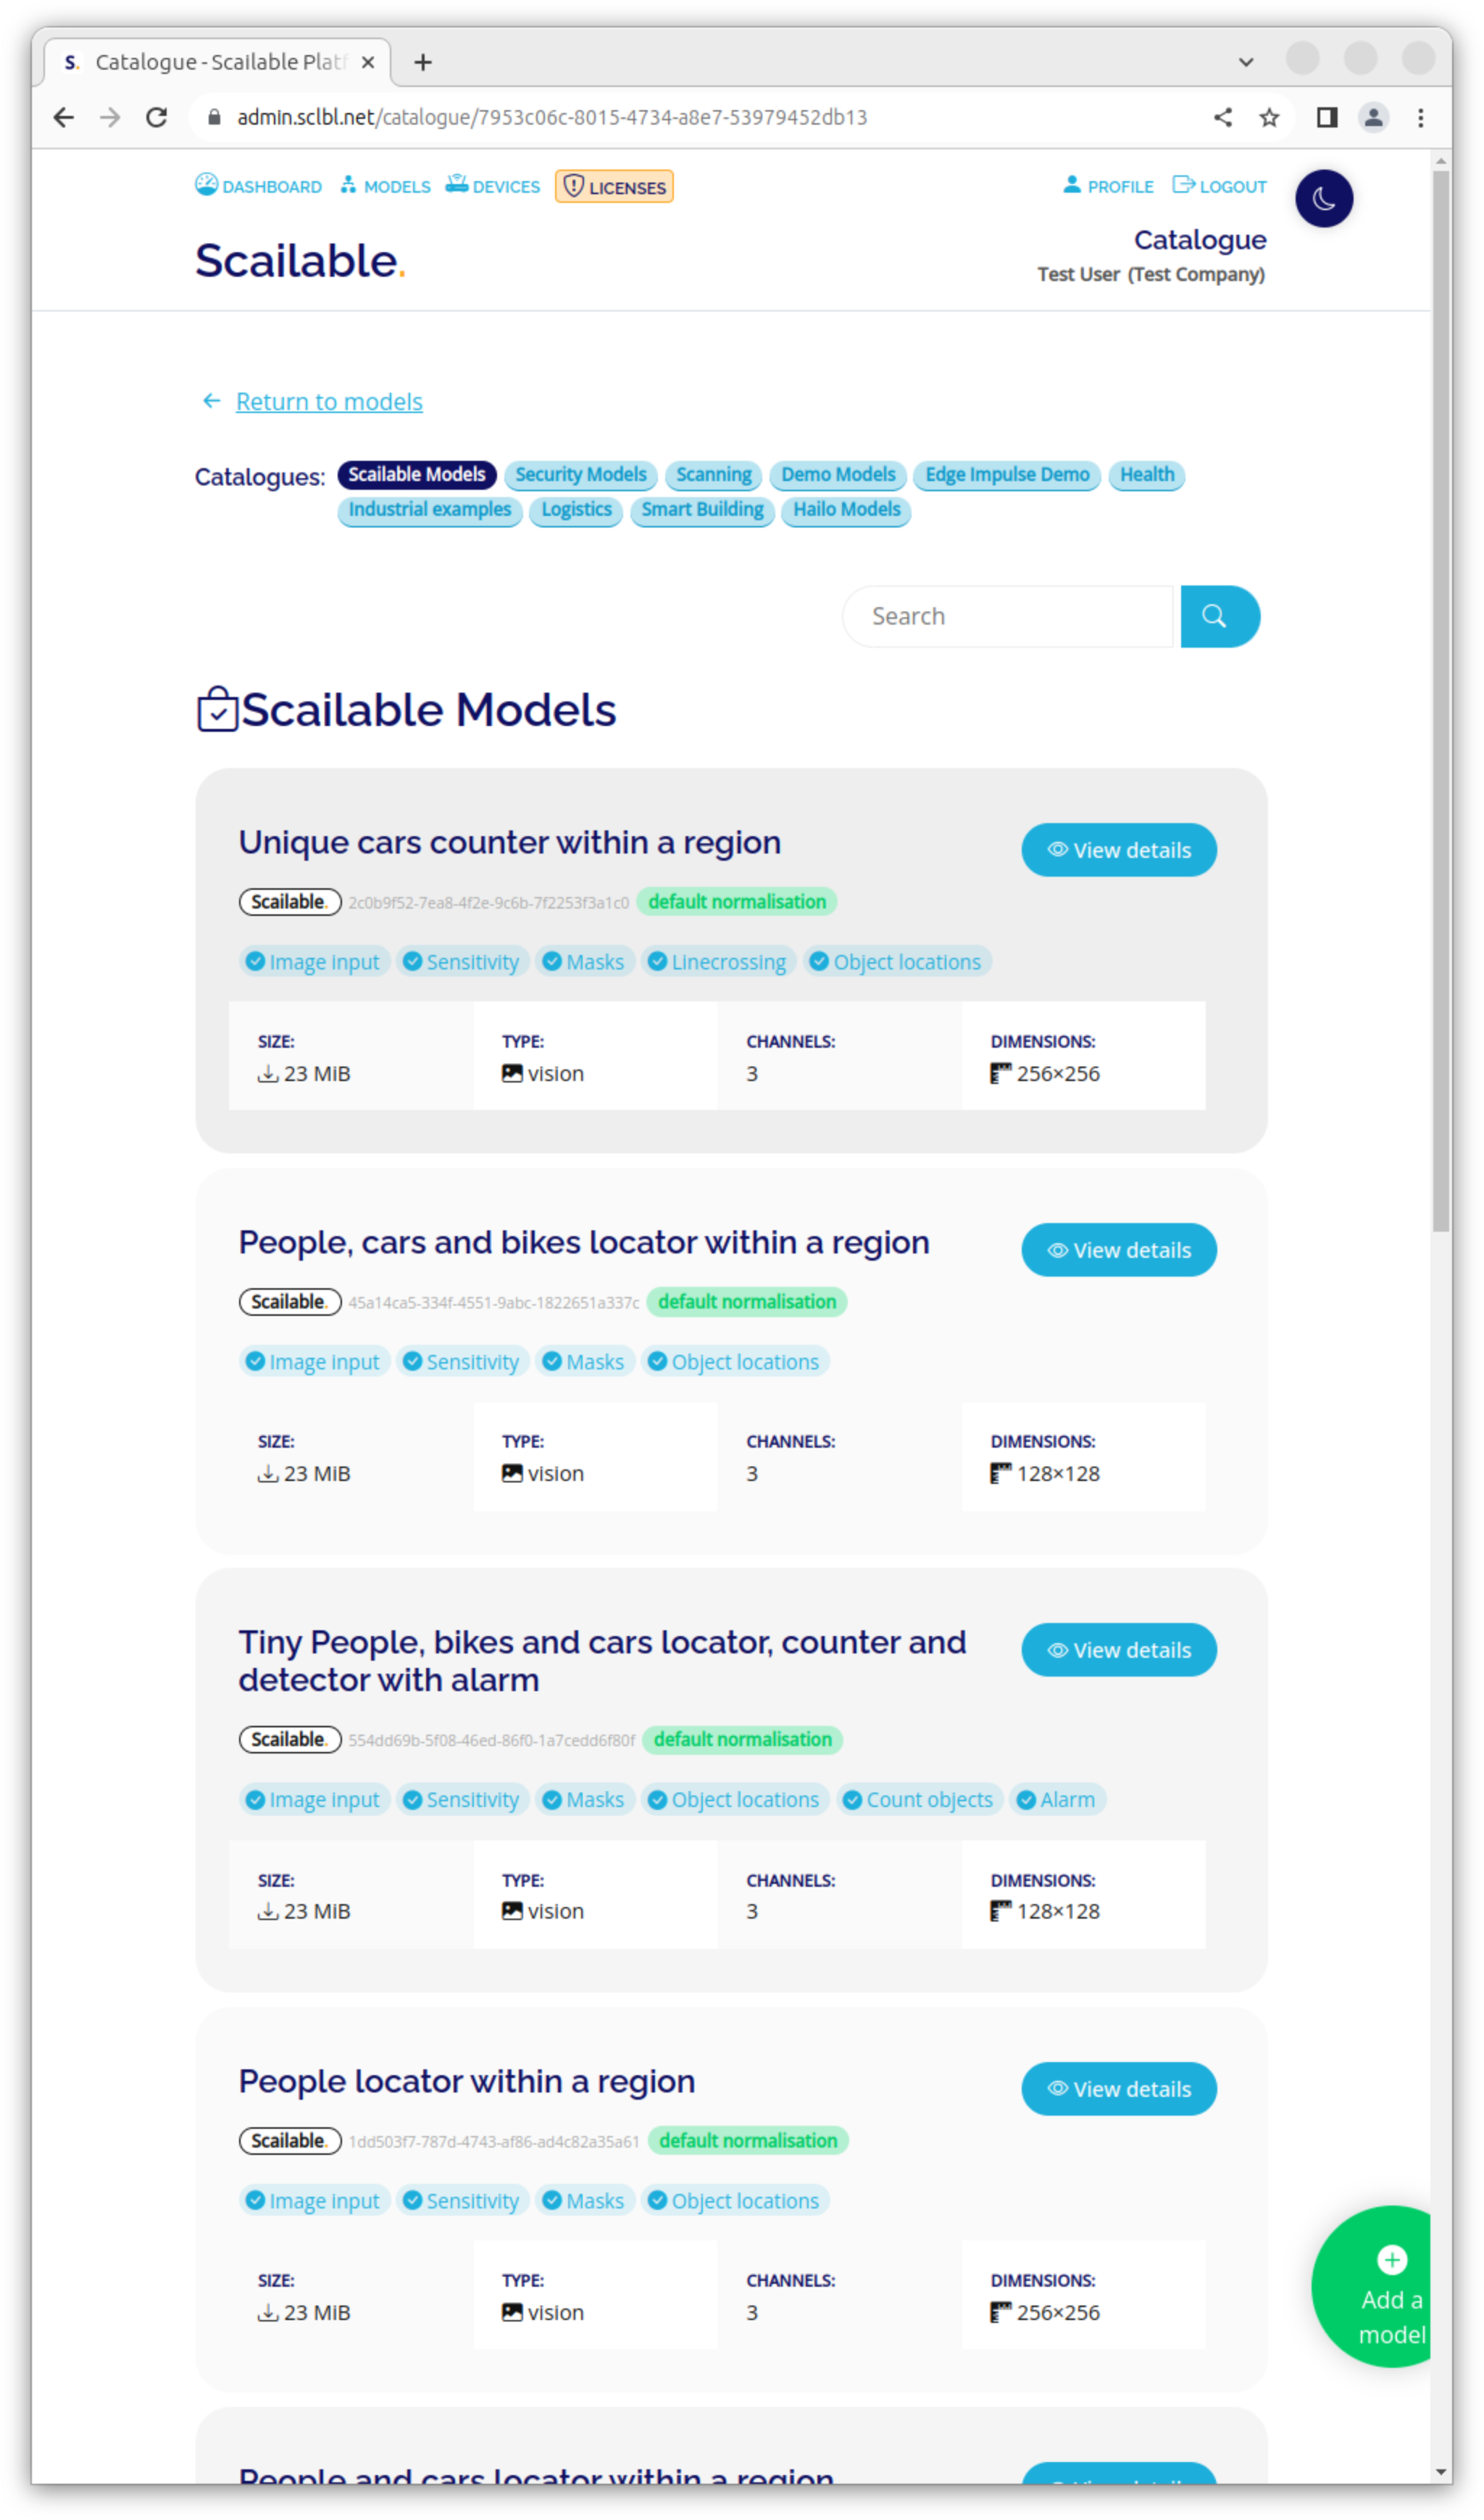 S. Catalogue - Scailable Platf
admin.sclbl.net/catalogue/7953c06c-8015-4734-a8e7-53979452db13
DASHBOARD MODELS DEVICES LICENSES PROFILE LOGOUT
Scailable.
Catalogue
Test User (Test Company)
Return to models
Catalogues: Scailable Models Security Models Scanning Demo Models Edge Impulse Demo Health
Industrial examples Logistics Smart Building Hailo Models
Search
Scailable Models
Unique cars counter within a region
View details
Scailable. 2c0b9f52-7ea8-4f2e-9c6b-7f2253f3a1c0 default normalisation
Image input Sensitivity Masks Linecrossing Object locations
SIZE: TYPE: CHANNELS: DIMENSIONS:
23 MiB vision 3 256×256
People, cars and bikes locator within a region
View details
Scailable. 45a14ca5-334f-4551-9abc-1822651a337c default normalisation
Image input Sensitivity Masks Object locations
SIZE: TYPE: CHANNELS: DIMENSIONS:
23 MiB vision 3 128×128
Tiny People, bikes and cars locator, counter and
detector with alarm
View details
Scailable. 554dd69b-5f08-46ed-86f0-1a7cedd6f80f default normalisation
Image input Sensitivity Masks Object locations Count objects Alarm
SIZE: TYPE: CHANNELS: DIMENSIONS:
23 MiB vision 3 128×128
People locator within a region
View details
Scailable. 1dd503f7-787d-4743-af86-ad4c82a35a61 default normalisation
Image input Sensitivity Masks Object locations
SIZE: TYPE: CHANNELS: DIMENSIONS:
23 MiB vision 3 256×256
Add a
model
People and cars locator within a region
View details